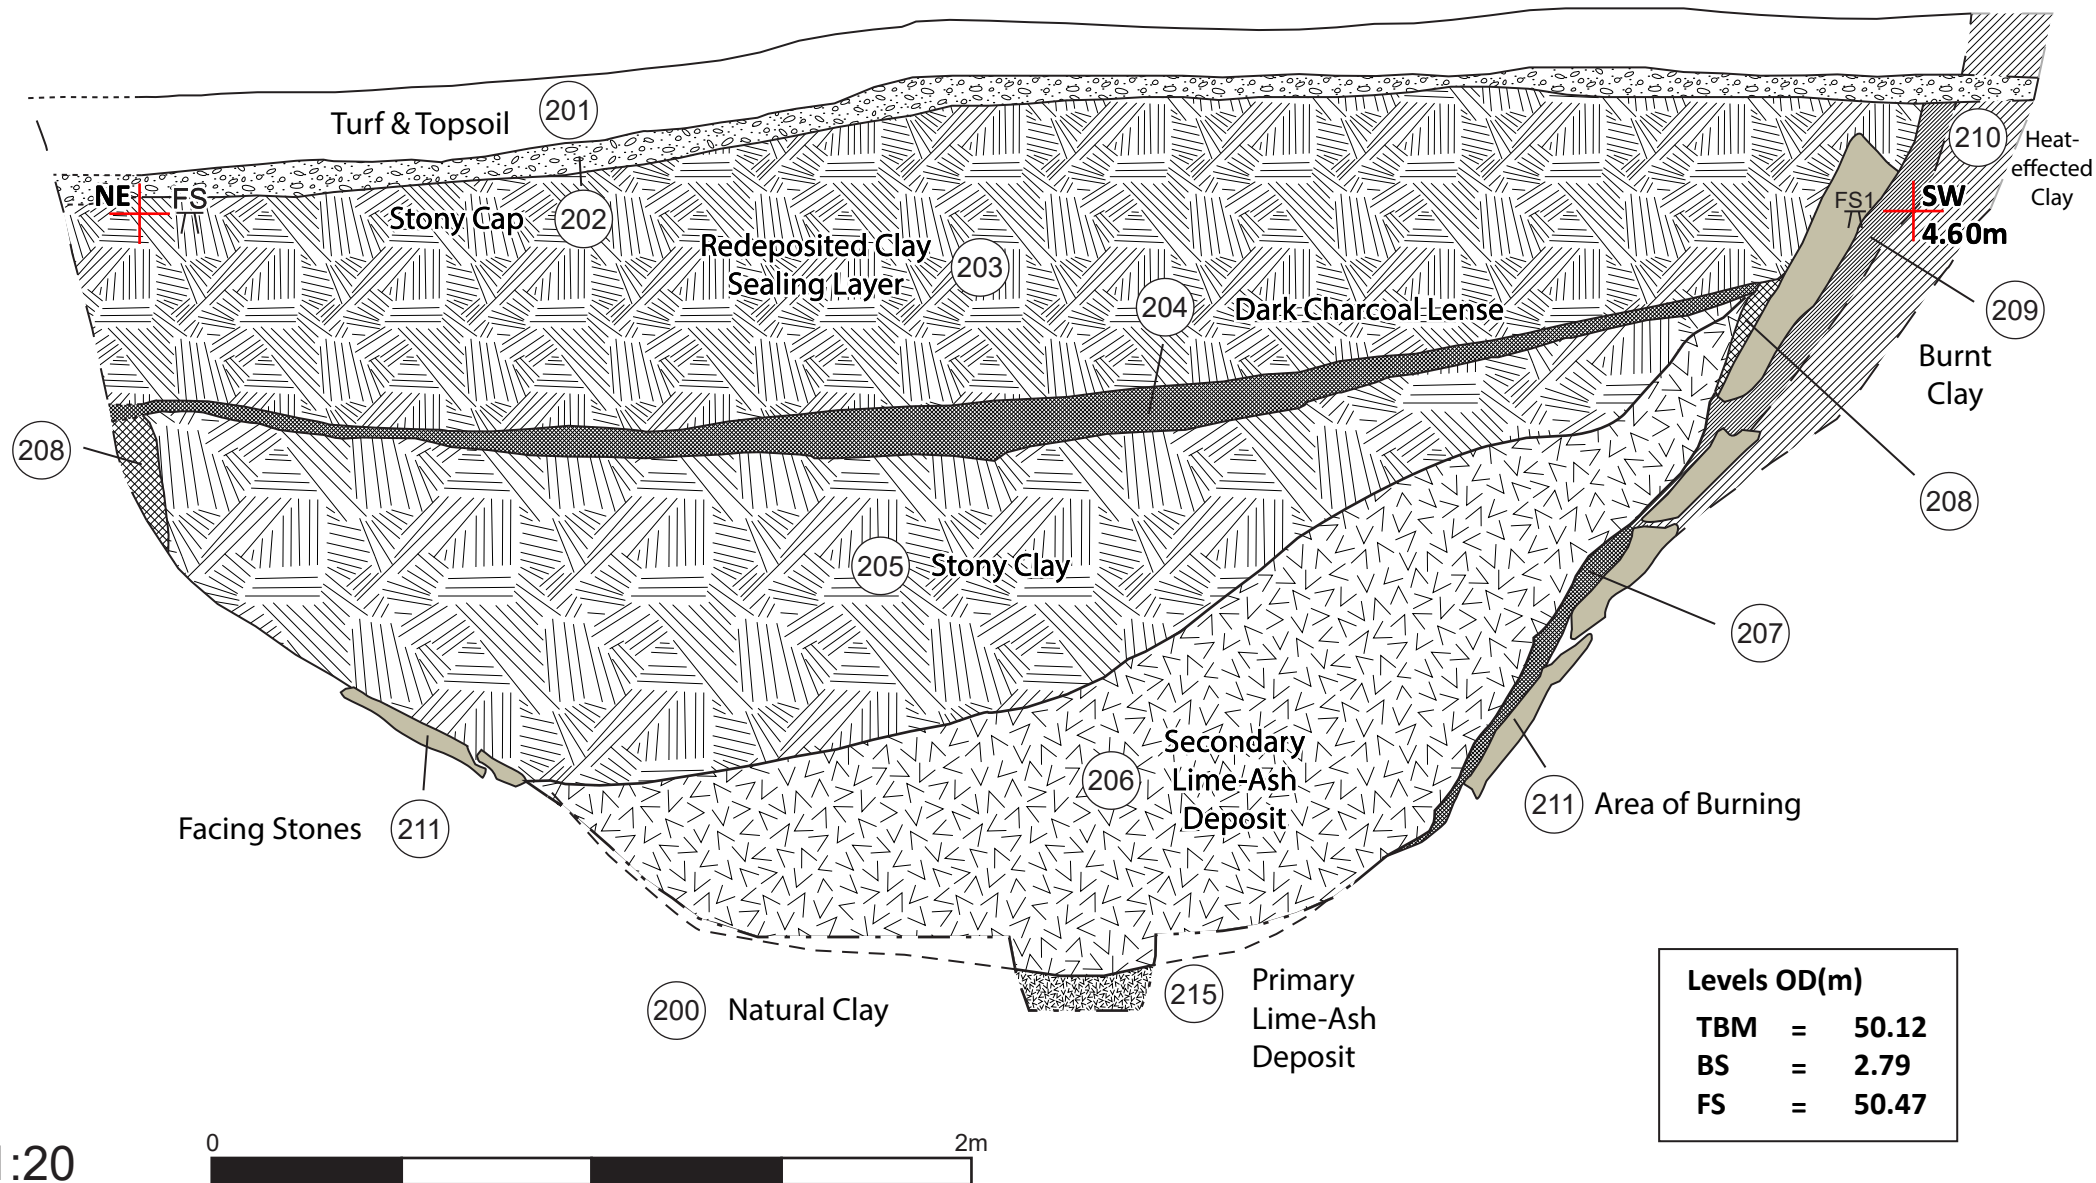 201
Turf & Topsoil
210
Heat-
effected
Clay
NE
FS
FS1
SW
4.60m
Stony Cap
202
Redeposited Clay
Sealing Layer
203
204
Dark Charcoal Lense
209
Burnt
Clay
208
208
205
Stony Clay
207
Secondary
Lime-Ash
Deposit
206
211
Area of Burning
Facing Stones
211
200
Natural Clay
215
Primary
Lime-Ash
Deposit
Levels OD(m)
TBM = 50.12
BS = 2.79
FS = 50.47
0
2m
:20